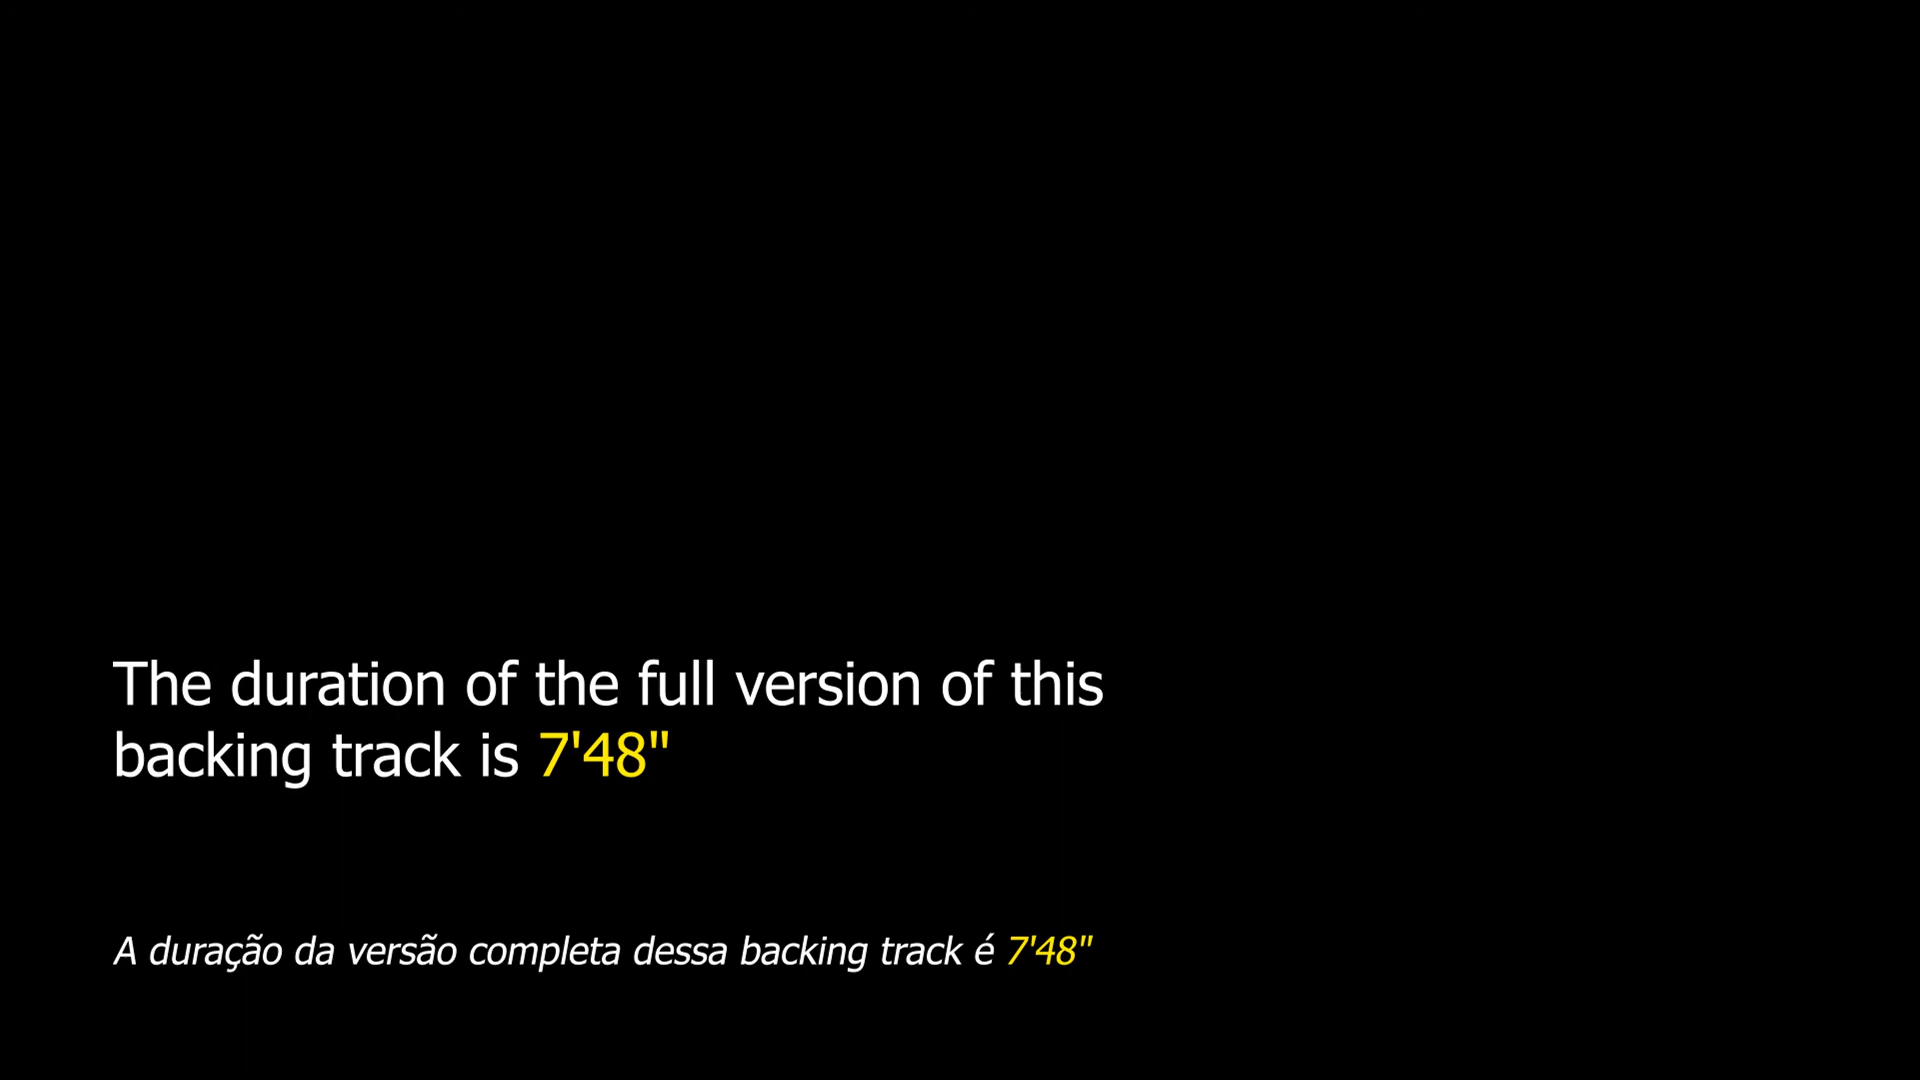 The duration of the full version of this
backing track is 7'48"
A duração da versão completa dessa backing track é 7'48"